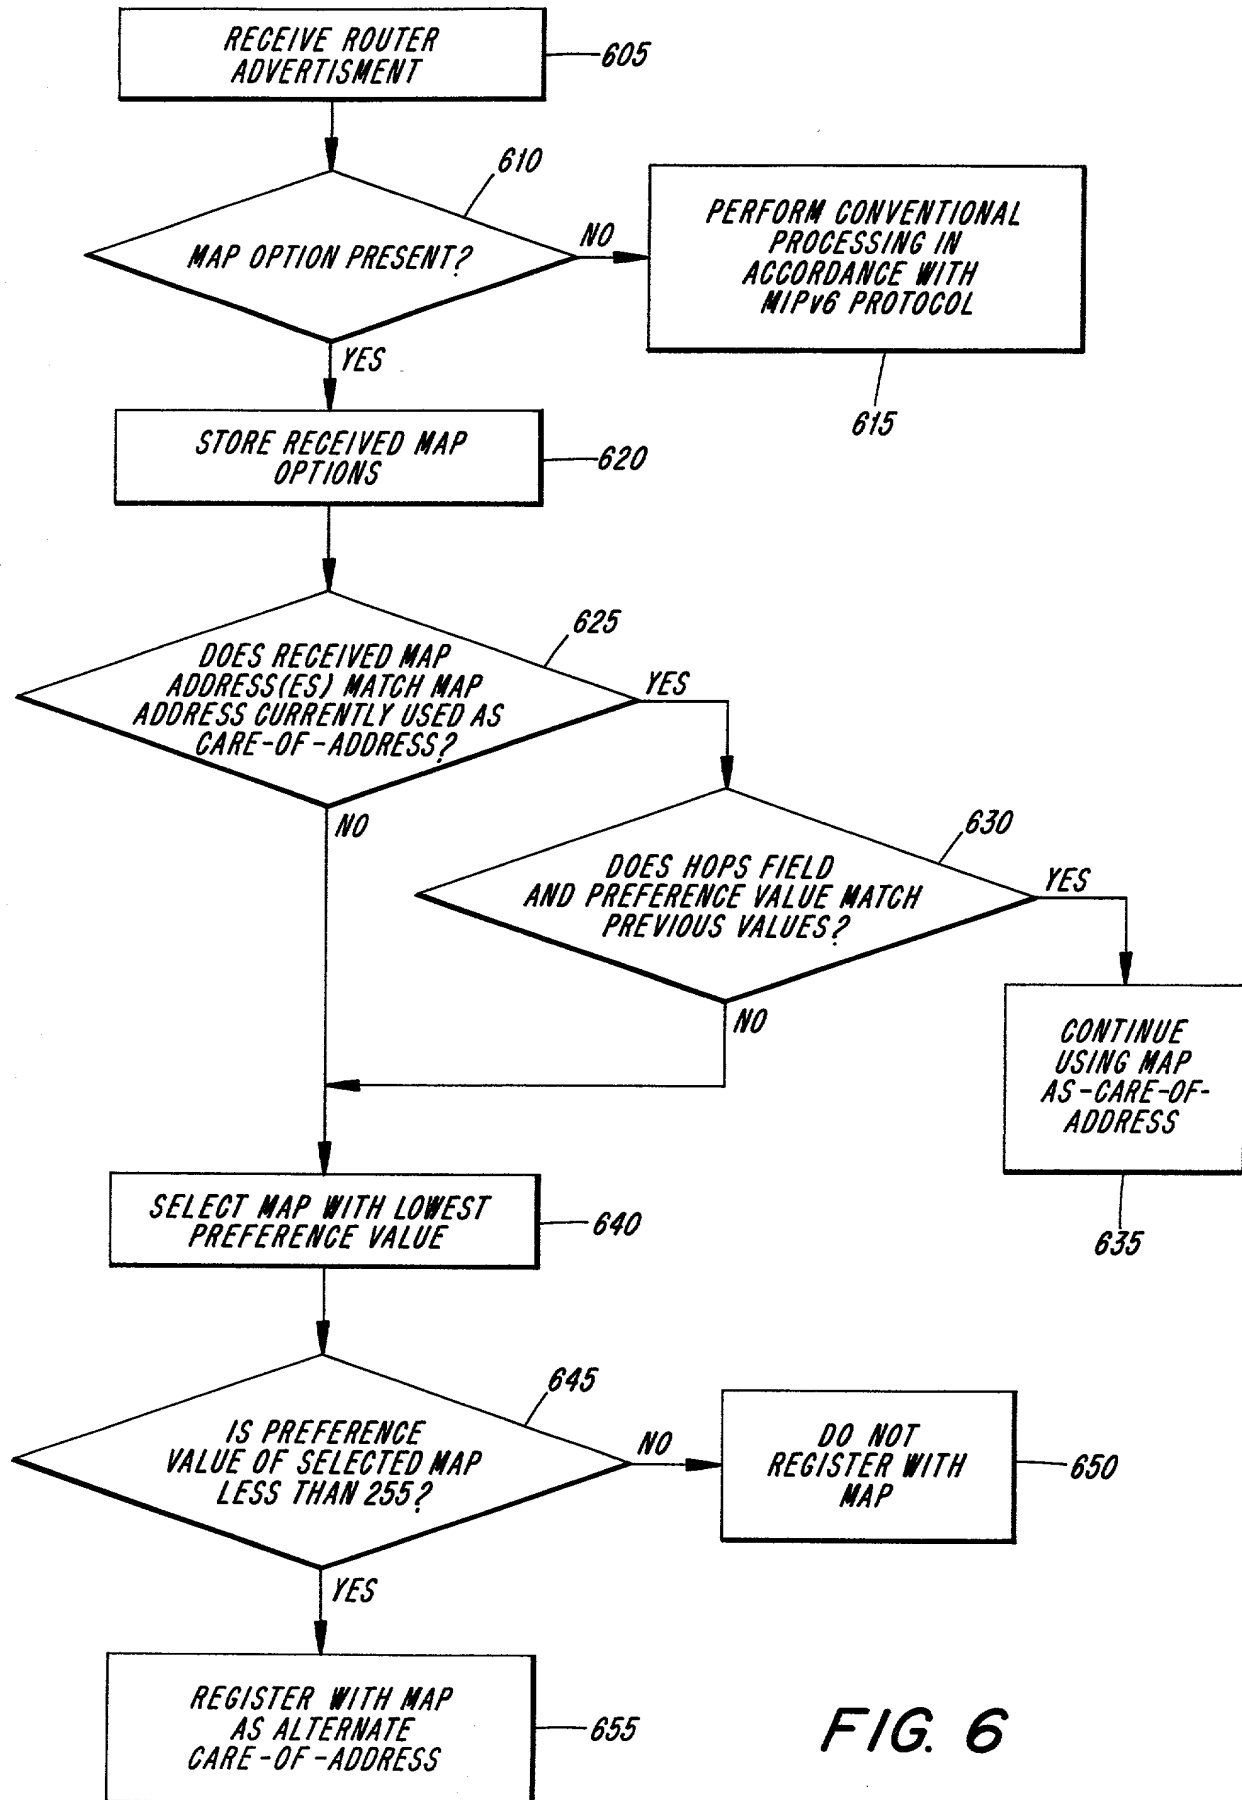 RECEIVE ROUTER
ADVERTISMENT
605
610
MAP OPTION PRESENT?
NO
PERFORM CONVENTIONAL
PROCESSING IN
ACCORDANCE WITH
MIPv6 PROTOCOL
615
YES
STORE RECEIVED MAP
OPTIONS
620
625
DOES RECEIVED MAP
ADDRESS(ES) MATCH MAP
ADDRESS CURRENTLY USED AS
CARE-OF-ADDRESS?
YES
NO
630
DOES HOPS FIELD
AND PREFERENCE VALUE MATCH
PREVIOUS VALUES?
YES
NO
CONTINUE
USING MAP
AS-CARE-OF-
ADDRESS
635
SELECT MAP WITH LOWEST
PREFERENCE VALUE
640
645
IS PREFERENCE
VALUE OF SELECTED MAP
LESS THAN 255?
NO
DO NOT
REGISTER WITH
MAP
650
YES
REGISTER WITH MAP
AS ALTERNATE
CARE-OF-ADDRESS
655
FIG. 6